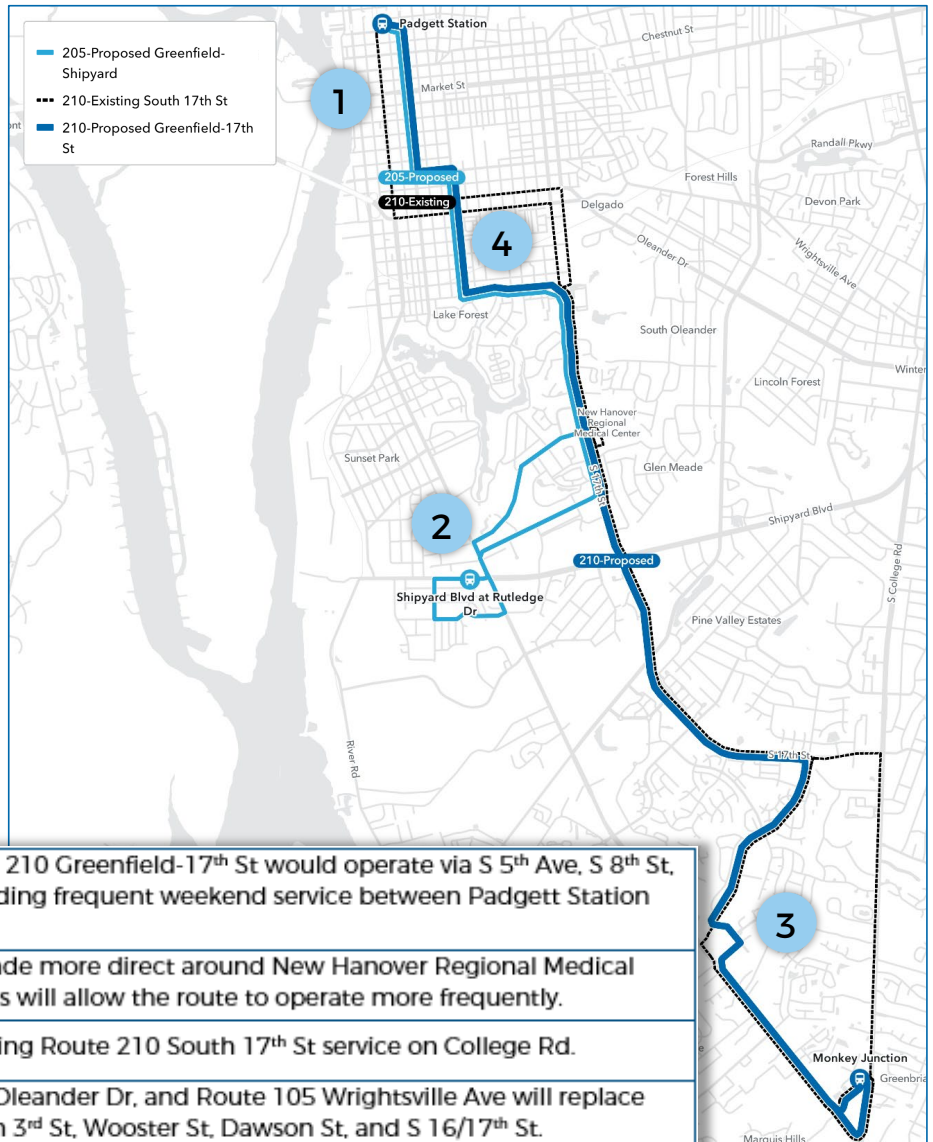 Padgett Station
205-Proposed Greenfield-
Shipyard
210-Existing South 17th St
210-Proposed Greenfield-17th
St
Chestnut St
Market St
1
ont
Randall Pkwy
205-Proposed
Forest Hills
210-Existing
Delgado
Devon Park
4
Oleander Dr
Wrightsville Ave
Lake Forest
South Oleander
Winter
Lincoln Forest
New Hanover
Regional
Medical Center
Sunset Park
Glen Meade
S 17th St
2
Shipyard Blvd
210-Proposed
S College Rd
Shipyard Blvd at Rutledge
Dr
Pine Valley Estates
River Rd
S 17th St
210 Greenfield-17th St would operate via S 5th Ave, S 8th St,
ding frequent weekend service between Padgett Station
ade more direct around New Hanover Regional Medical
s will allow the route to operate more frequently.
ing Route 210 South 17th St service on College Rd.
Oleander Dr, and Route 105 Wrightsville Ave will replace
n 3rd St, Wooster St, Dawson St, and S 16/17th St.
3
e
Monkey Junction
Greenbria
Marquis Hills